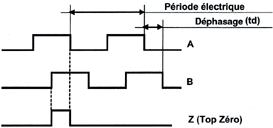 Période électrique
Déphasage (td)
A
B
Z (Top Zéro)